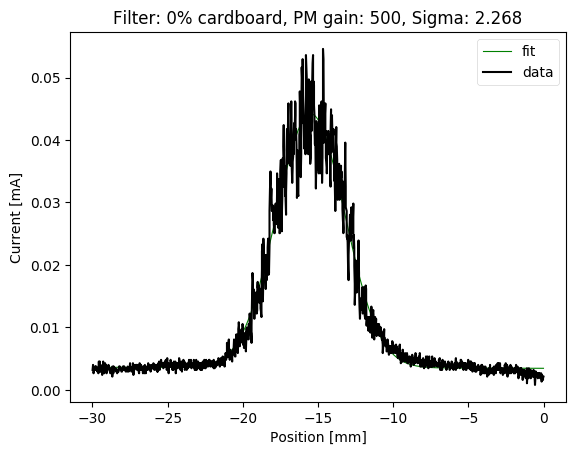 Filter: 0% cardboard, PM gain: 500, Sigma: 2.268
fit
data
Current [mA]
0.05
0.04
0.03
0.02
0.01
0.00
−30
−25
−20
−15
−10
−5
0
Position [mm]